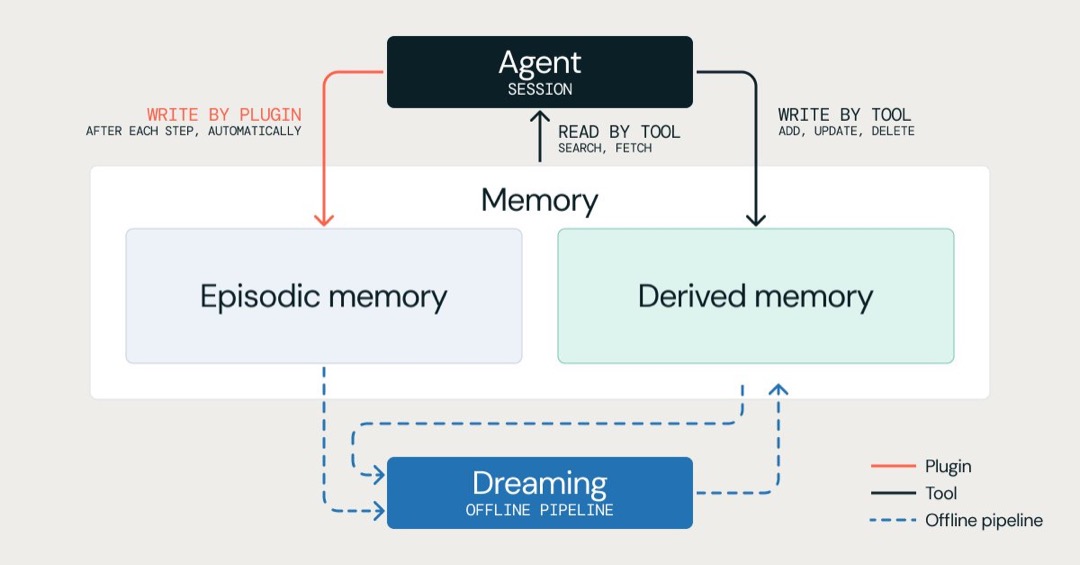 Agent
SESSION
WRITE BY PLUGIN
AFTER EACH STEP, AUTOMATICALLY
READ BY TOOL
SEARCH, FETCH
WRITE BY TOOL
ADD, UPDATE, DELETE
Memory
Episodic memory
Derived memory
Dreaming
OFFLINE PIPELINE
Plugin
Tool
Offline pipeline